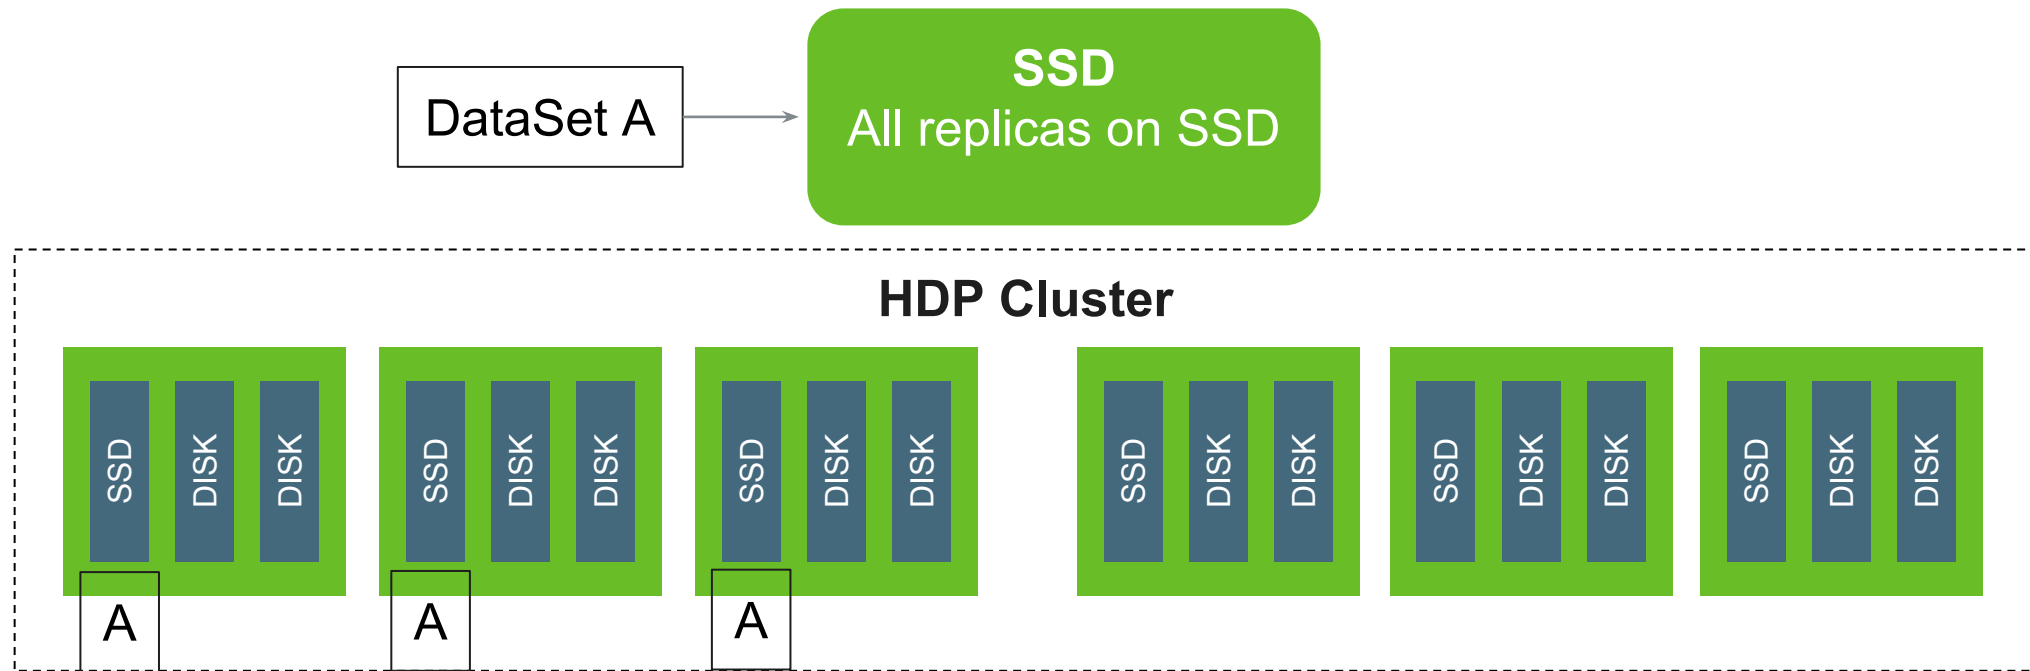 SSD
DataSet A
All replicas on SSD
HDP Cluster
SSD
DISK
DISK
SSD
DISK
DISK
SSD
DISK
DISK
SSD
DISK
DISK
SSD
DISK
DISK
SSD
DISK
DISK
A
A
A